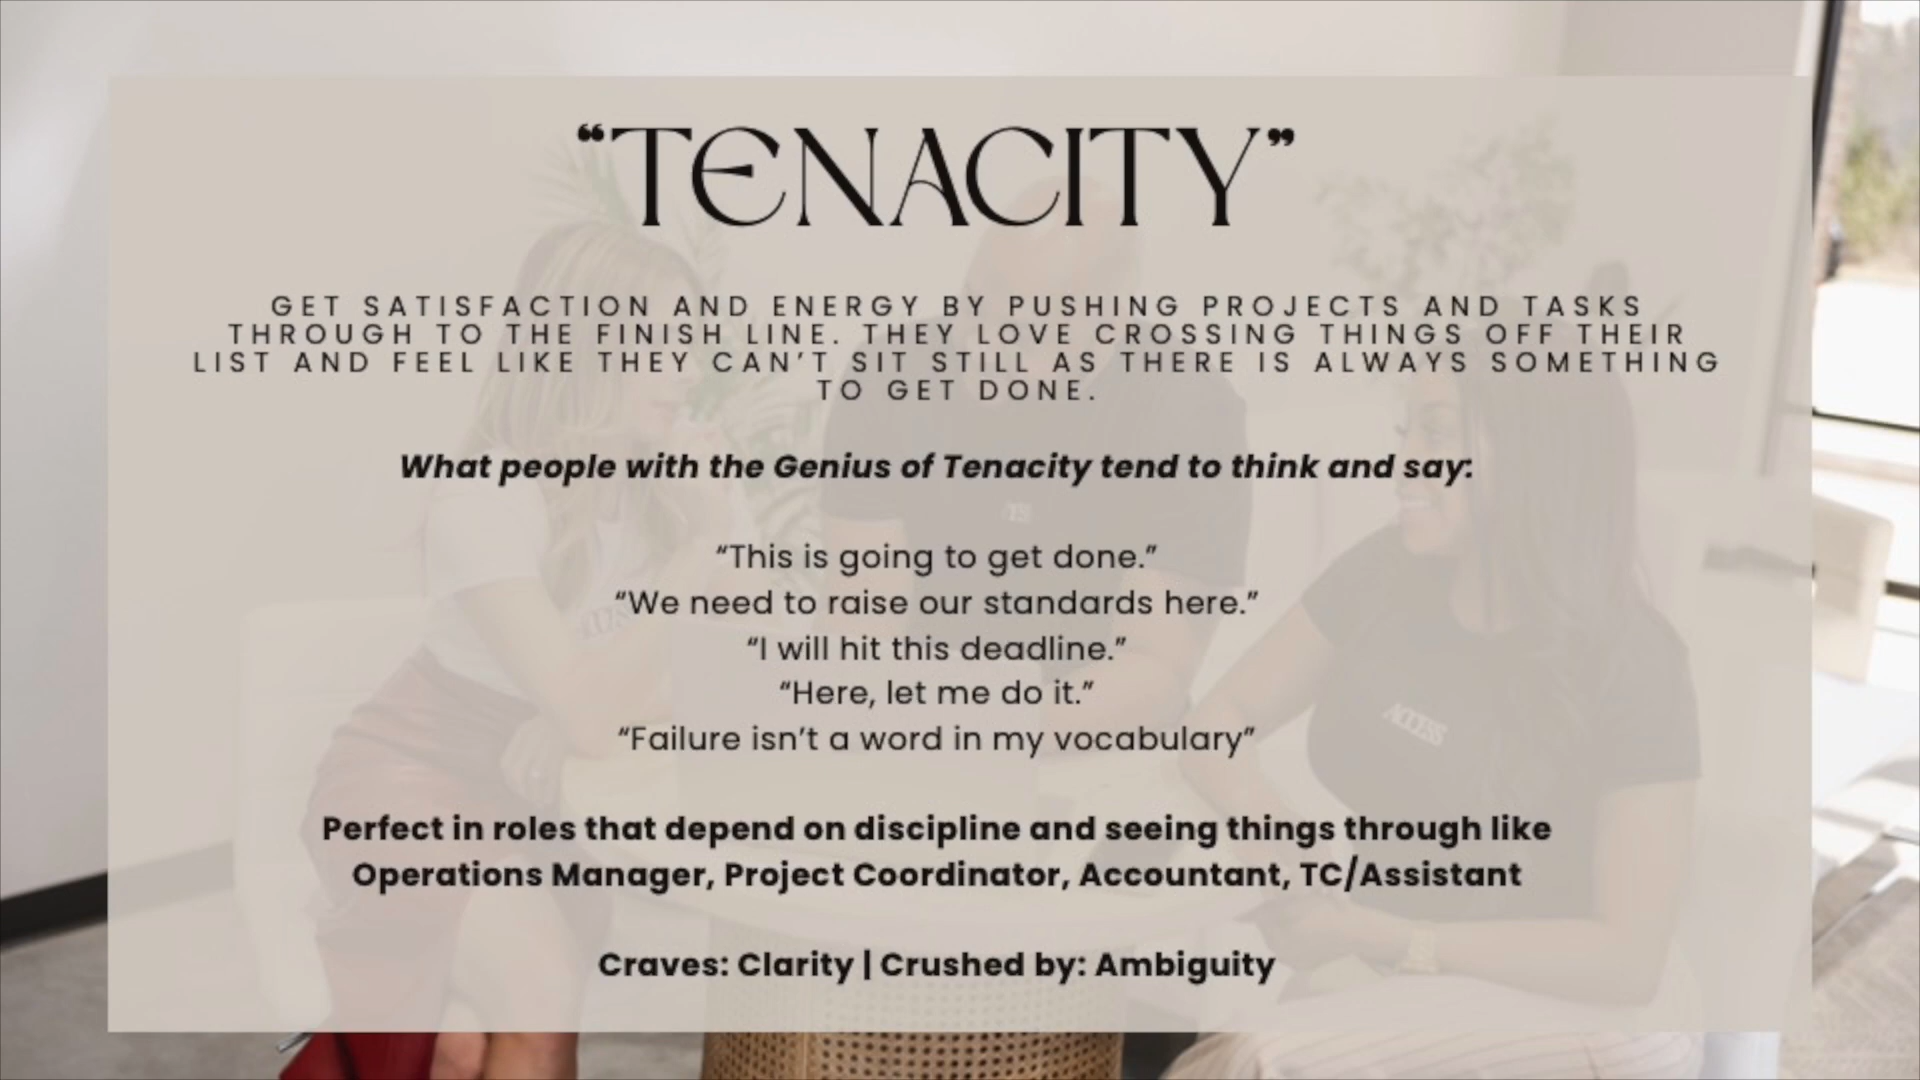 “TENACITY”
GET SATISFACTION AND ENERGY BY PUSHING PROJECTS AND TASKS
THROUGH TO THE FINISH LINE. THEY LOVE CROSSING THINGS OFF THEIR
LIST AND FEEL LIKE THEY CAN’T SIT STILL AS THERE IS ALWAYS SOMETHING
TO GET DONE.
What people with the Genius of Tenacity tend to think and say:
“This is going to get done.”
“We need to raise our standards here.”
“I will hit this deadline.”
“Here, let me do it.”
“Failure isn’t a word in my vocabulary”
ACCESS
Perfect in roles that depend on discipline and seeing things through like
Operations Manager, Project Coordinator, Accountant, TC/Assistant
Craves: Clarity | Crushed by: Ambiguity